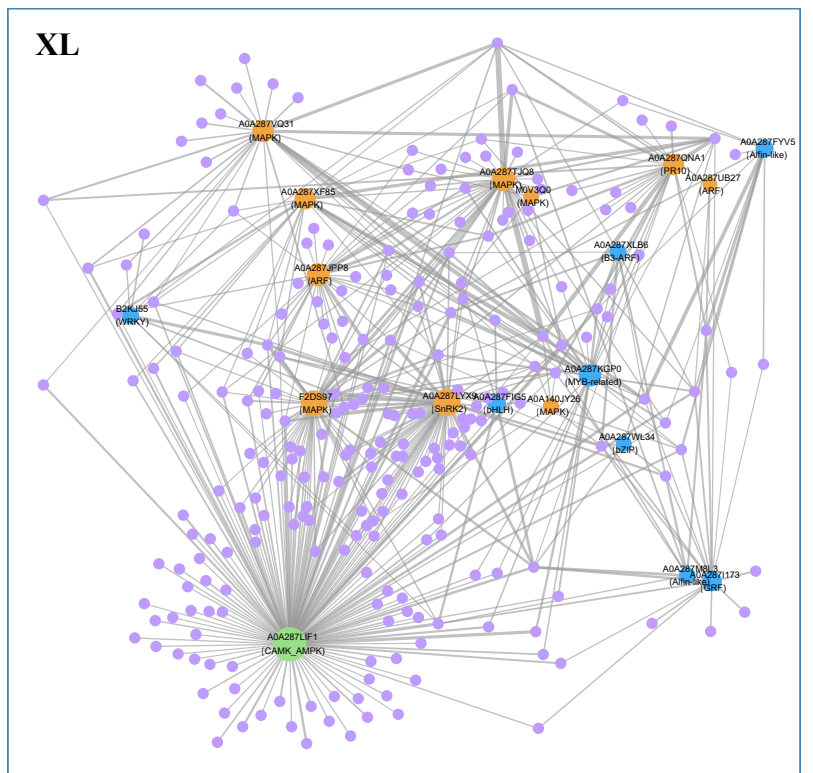 XL
A0A287VQ31
(MAPK)
A0A287FYV5
(Alfin-like)
A0A287QNA1
(PR10)
A0A287TJQ8
(MAPK)
A0A287UB27
(ARF)
M0V3Q0
(MAPK)
A0A287XF85
(MAPK)
A0A287XLB6
(B3-ARF)
A0A287JPP8
(ARF)
B2KJ55
(WRKY)
A0A287KGP0
(MYB-related)
F2DS97
(MAPK)
A0A287LYX9
(SnRK2)
A0A287FIG5
(bHLH)
A0A140JY26
(MAPK)
A0A287WL34
(bZIP)
A0A287M8L3
(Alfin-like)
A0A287I173
(GRF)
A0A287LIF1
(CAMK_AMPK)